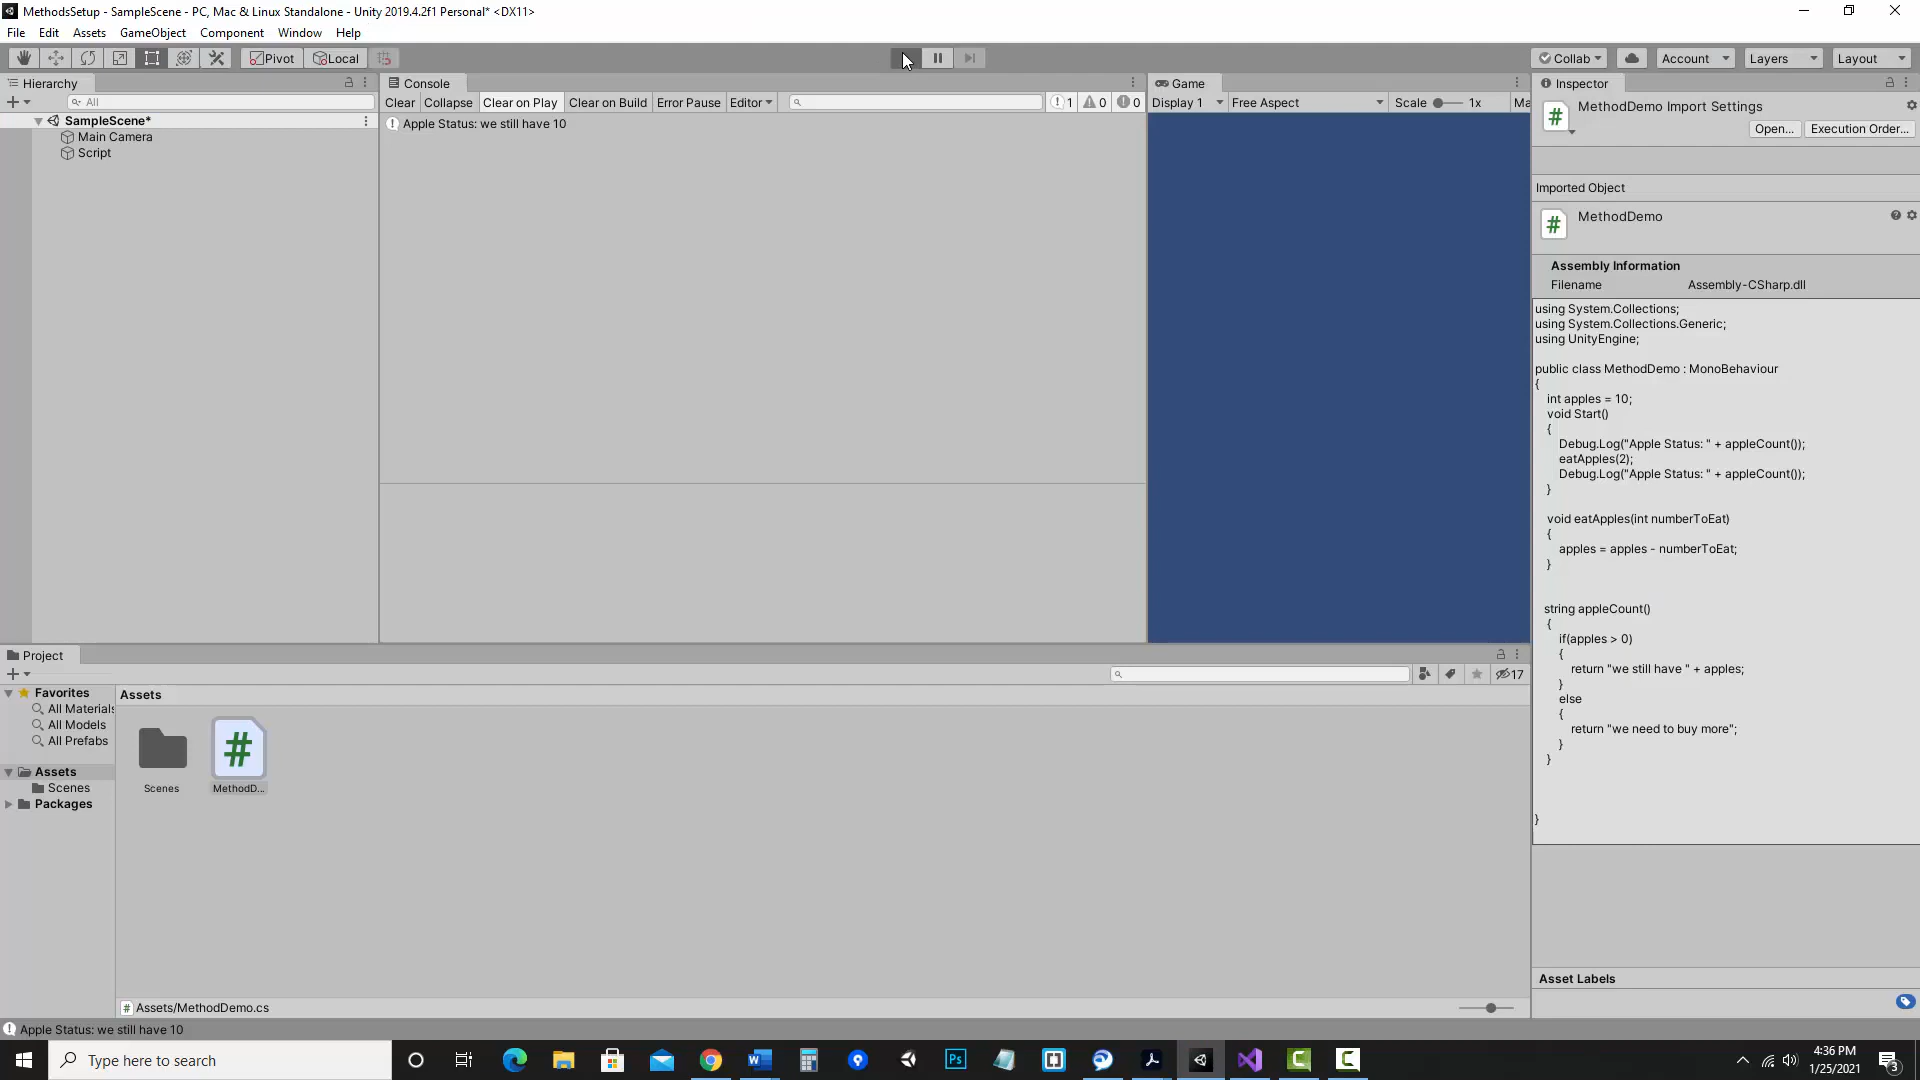 MethodsSetup - SampleScene - PC, Mac & Linux Standalone - Unity 2019.4.2f1 Personal* <DX11>
File Edit Assets GameObject Component Window Help
Pivot Local Collab Account Layers Layout
Hierarchy
All
SampleScene*
Main Camera
Script
Console
Clear Collapse Clear on Play Clear on Build Error Pause Editor 1 0 0
Apple Status: we still have 10
Game
Display 1 Free Aspect Scale 1x Ma
Inspector
MethodDemo Import Settings
Open... Execution Order...
Imported Object
MethodDemo
Assembly Information
Filename Assembly-CSharp.dll
using System.Collections;
using System.Collections.Generic;
using UnityEngine;
public class MethodDemo : MonoBehaviour
{
int apples = 10;
void Start()
{
Debug.Log("Apple Status: " + appleCount());
eatApples(2);
Debug.Log("Apple Status: " + appleCount());
}
void eatApples(int numberToEat)
{
apples = apples - numberToEat;
}
string appleCount()
{
if(apples > 0)
{
return "we still have " + apples;
}
else
{
return "we need to buy more";
}
}
}
Asset Labels
Project
17
Favorites
All Materials
All Models
All Prefabs
Assets
Scenes
Packages
Assets
Scenes
MethodD...
Assets/MethodDemo.cs
Apple Status: we still have 10
Type here to search
4:36 PM
1/25/2021
3